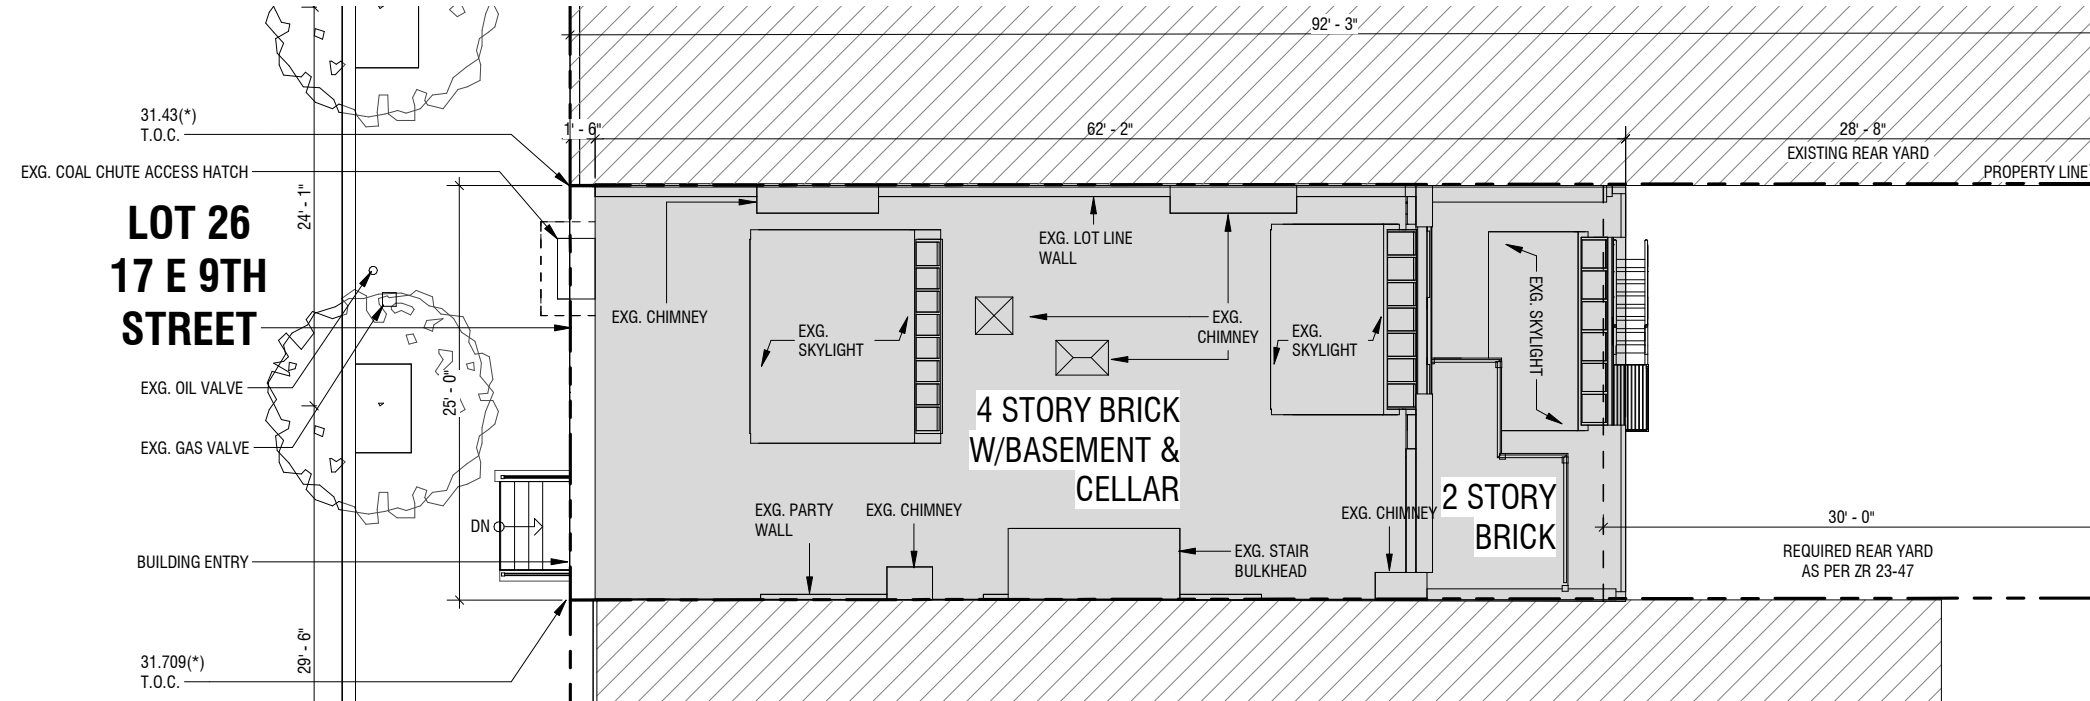 92' - 3"
31.43(*)
T.O.C.
1' - 6"
62' - 2"
28' - 8"
EXISTING REAR YARD
PROPERTY LINE
EXG. COAL CHUTE ACCESS HATCH
24' - 1"
LOT 26
17 E 9TH
STREET
EXG. LOT LINE
WALL
EXG. CHIMNEY
EXG.
SKYLIGHT
EXG.
CHIMNEY
EXG.
SKYLIGHT
EXG. SKYLIGHT
EXG. OIL VALVE
25' - 0"
EXG. GAS VALVE
4 STORY BRICK
W/BASEMENT &
CELLAR
2 STORY
BRICK
EXG. PARTY
WALL
EXG. CHIMNEY
EXG. CHIMNEY
DN
30' - 0"
BUILDING ENTRY
EXG. STAIR
BULKHEAD
REQUIRED REAR YARD
AS PER ZR 23-47
29' - 6"
31.709(*)
T.O.C.